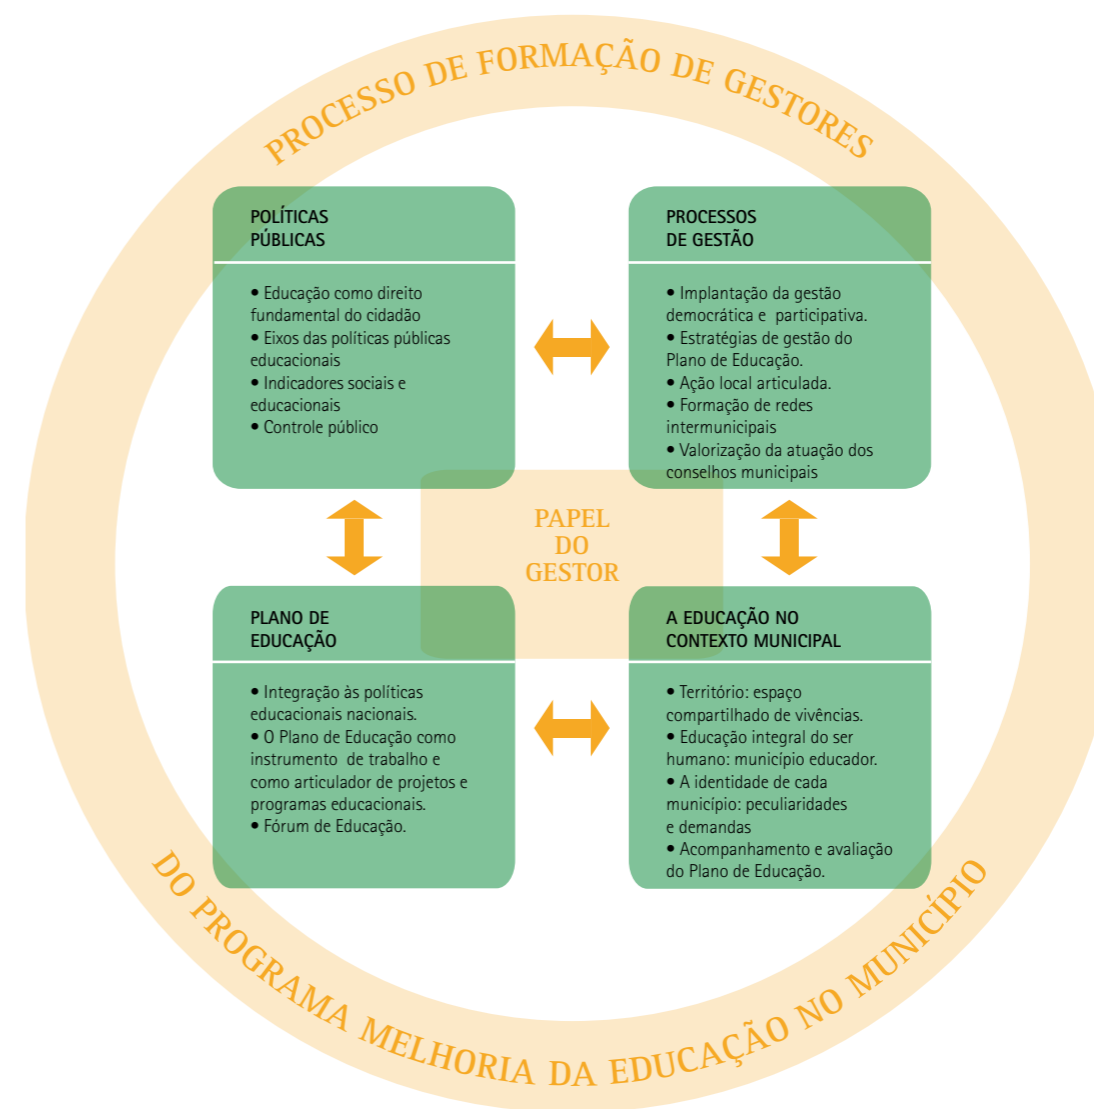 PROCESSO DE FORMAÇÃO DE GESTORES
POLÍTICAS
PÚBLICAS
• Educação como direito
fundamental do cidadão
• Eixos das políticas públicas
educacionais
• Indicadores sociais e
educacionais
• Controle público
PROCESSOS
DE GESTÃO
• Implantação da gestão
democrática e participativa.
• Estratégias de gestão do
Plano de Educação.
• Ação local articulada.
• Formação de redes
intermunicipais
• Valorização da atuação dos
conselhos municipais
PAPEL
DO
GESTOR
PLANO DE
EDUCAÇÃO
• Integração às políticas
educacionais nacionais.
• O Plano de Educação como
instrumento de trabalho e
como articulador de projetos e
programas educacionais.
• Fórum de Educação.
A EDUCAÇÃO NO
CONTEXTO MUNICIPAL
• Território: espaço
compartilhado de vivências.
• Educação integral do ser
humano: município educador.
• A identidade de cada
município: peculiaridades
e demandas
• Acompanhamento e avaliação
do Plano de Educação.
DO PROGRAMA MELHORIA DA EDUCAÇÃO NO MUNICÍPIO